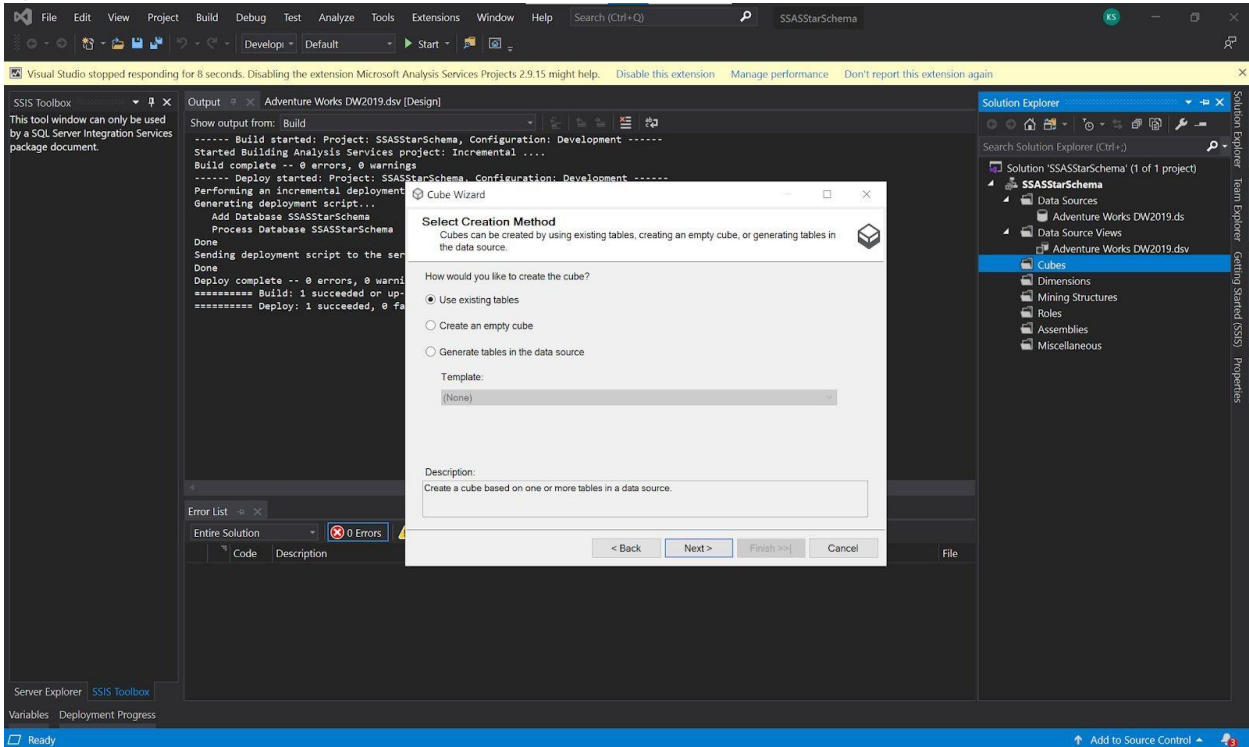 File Edit View Project Build Debug Test Analyze Tools Extensions Window Help Search (Ctrl+Q) SSASStarSchema KS
Develop Default Start
Visual Studio stopped responding for 8 seconds. Disabling the extension Microsoft Analysis Services Projects 2.9.15 might help. Disable this extension Manage performance Don't report this extension again
SSIS Toolbox
This tool window can only be used
by a SQL Server Integration Services
package document.
Output Adventure Works DW2019.dsv [Design]
Show output from: Build
------ Build started: Project: SSASStarSchema, Configuration: Development ------
Started Building Analysis Services project: Incremental ....
Build complete -- 0 errors, 0 warnings
------ Deploy started: Project: SSASStarSchema, Configuration: Development ------
Performing an incremental deployment
Generating deployment script...
Add Database SSASStarSchema
Process Database SSASStarSchema
Done
Sending deployment script to the ser
Done
Deploy complete -- 0 errors, 0 warni
========== Build: 1 succeeded or up-
========== Deploy: 1 succeeded, 0 fa
Cube Wizard
Select Creation Method
Cubes can be created by using existing tables, creating an empty cube, or generating tables in
the data source.
How would you like to create the cube?
Use existing tables
Create an empty cube
Generate tables in the data source
Template:
(None)
Description:
Create a cube based on one or more tables in a data source.
< Back Next > Finish >>| Cancel
Error List
Entire Solution 0 Errors
Code Description File
Solution Explorer
Search Solution Explorer (Ctrl+;)
Solution 'SSASStarSchema' (1 of 1 project)
SSASStarSchema
Data Sources
Adventure Works DW2019.ds
Data Source Views
Adventure Works DW2019.dsv
Cubes
Dimensions
Mining Structures
Roles
Assemblies
Miscellaneous
Solution Explorer
Team Explorer
Getting Started (SSIS)
Properties
Server Explorer SSIS Toolbox
Variables Deployment Progress
Ready Add to Source Control 3